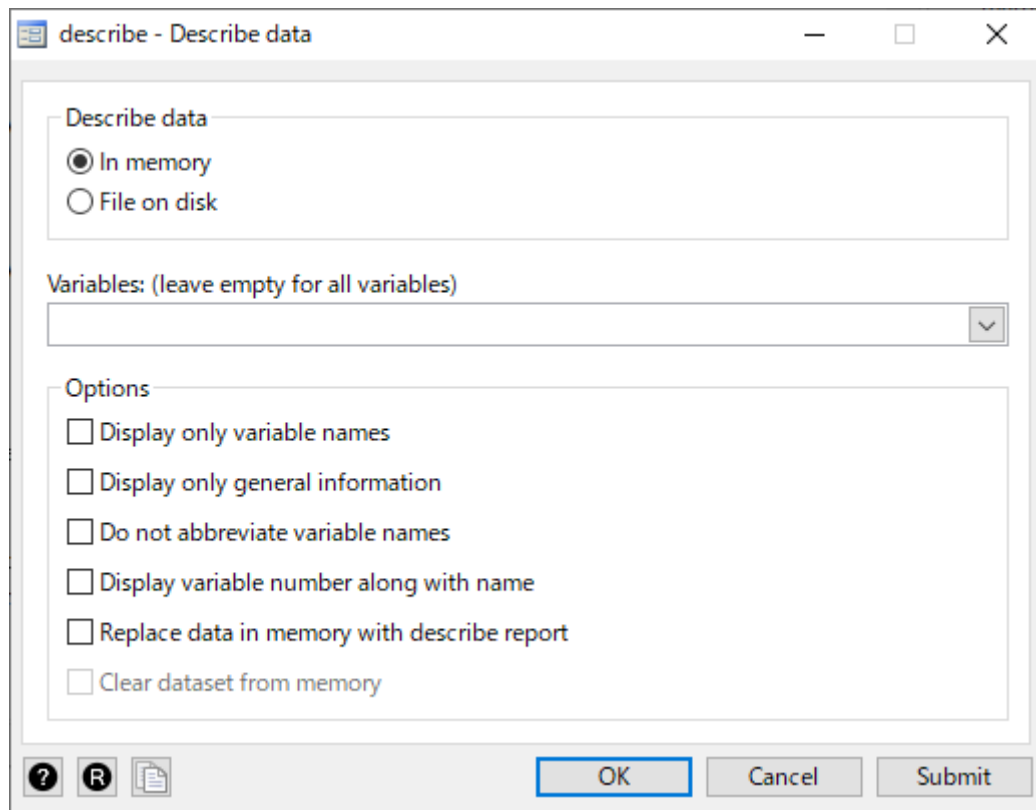 describe - Describe data
Describe data
In memory
File on disk
Variables: (leave empty for all variables)
Options
Display only variable names
Display only general information
Do not abbreviate variable names
Display variable number along with name
Replace data in memory with describe report
Clear dataset from memory
? R OK Cancel Submit